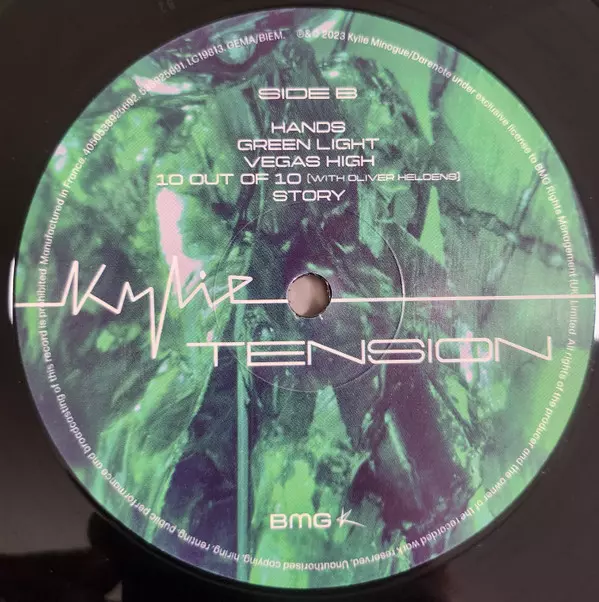 SIDE B
HANDS
GREEN LIGHT
VEGAS HIGH
10 OUT OF 10 (WITH OLIVER HELDENS)
STORY
Kylie
TENSION
BMG K
℗&© 2023 Kylie Minogue/Darenote under exclusive license to BMG Rights Management (UK) Limited. All rights of the producer and the owner of the recorded work reserved. Unauthorised copying, hiring, renting, public performance and broadcasting of this record is prohibited. Manufactured in France. LC19813. GEMA/BIEM.